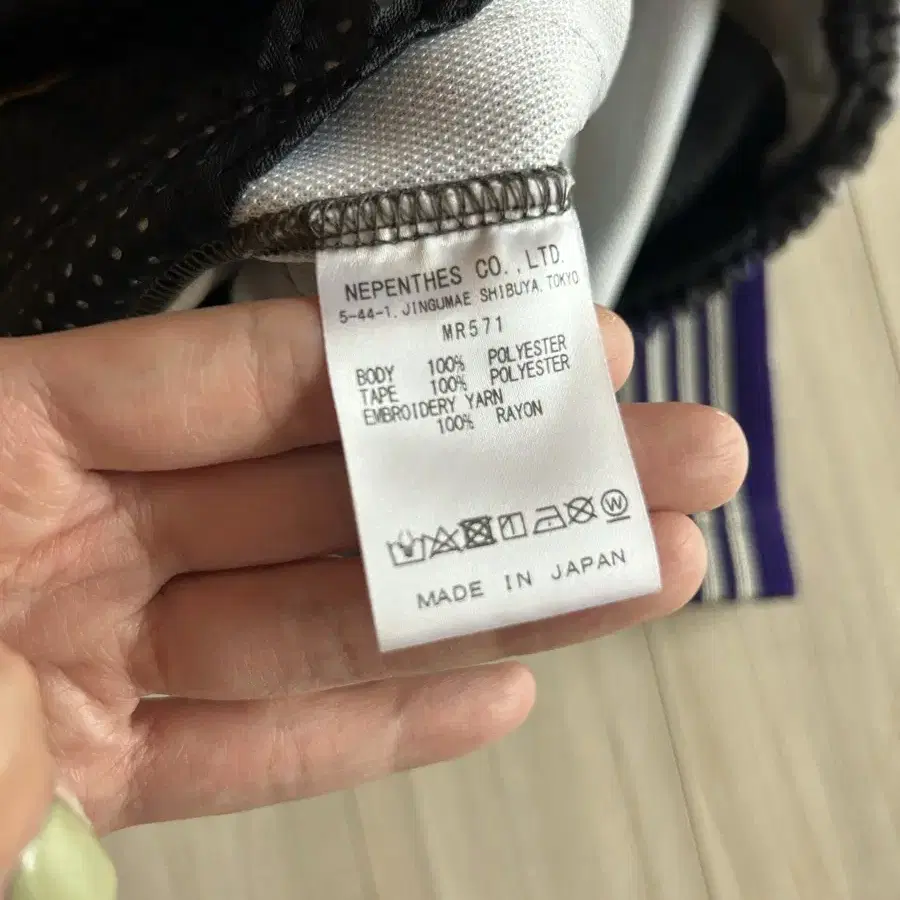 NEPENTHES CO.,LTD.
5-44-1, JINGUMAE SHIBUYA, TOKYO
MR571
BODY 100% POLYESTER
TAPE 100% POLYESTER
EMBROIDERY YARN
100% RAYON
W
MADE IN JAPAN